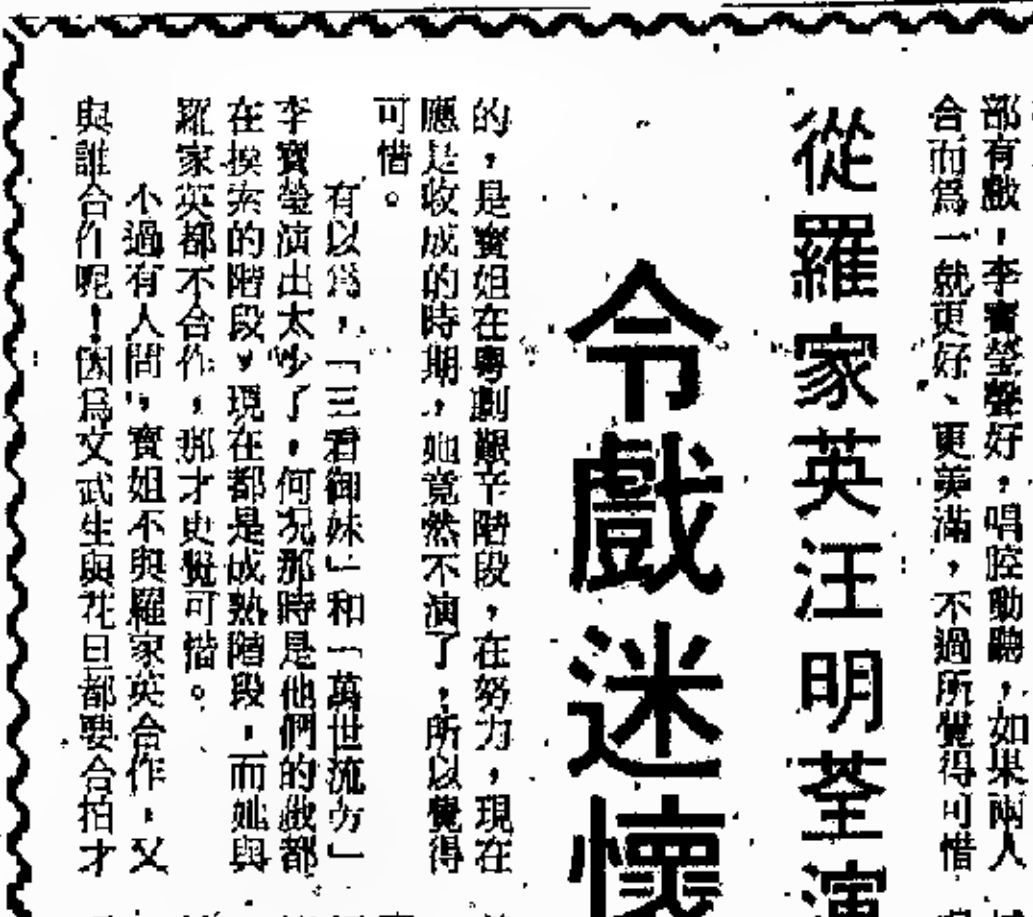 部有戲，李寶瑩聲好，唱腔動聽，如果兩人
合而爲一就更好、更美滿，不過所覺得可惜
從羅家英汪明荃演
令戲迷懷
的，是寶姐在粵劇艱辛階段，在努力，現在
應是收成的時期，她竟然不演了，所以覺得
可惜。
有以爲，「三看御妹」和「萬世流方」
李寶瑩演出太少了，何况那時是他們的戲都
在摸索的階段，現在都是成熟階段，而她與
羅家英都不合作，那才更覺可惜。
不過有人問，寶姐不與羅家英合作，又
與誰合作呢！因爲文武生與花旦都要合拍才